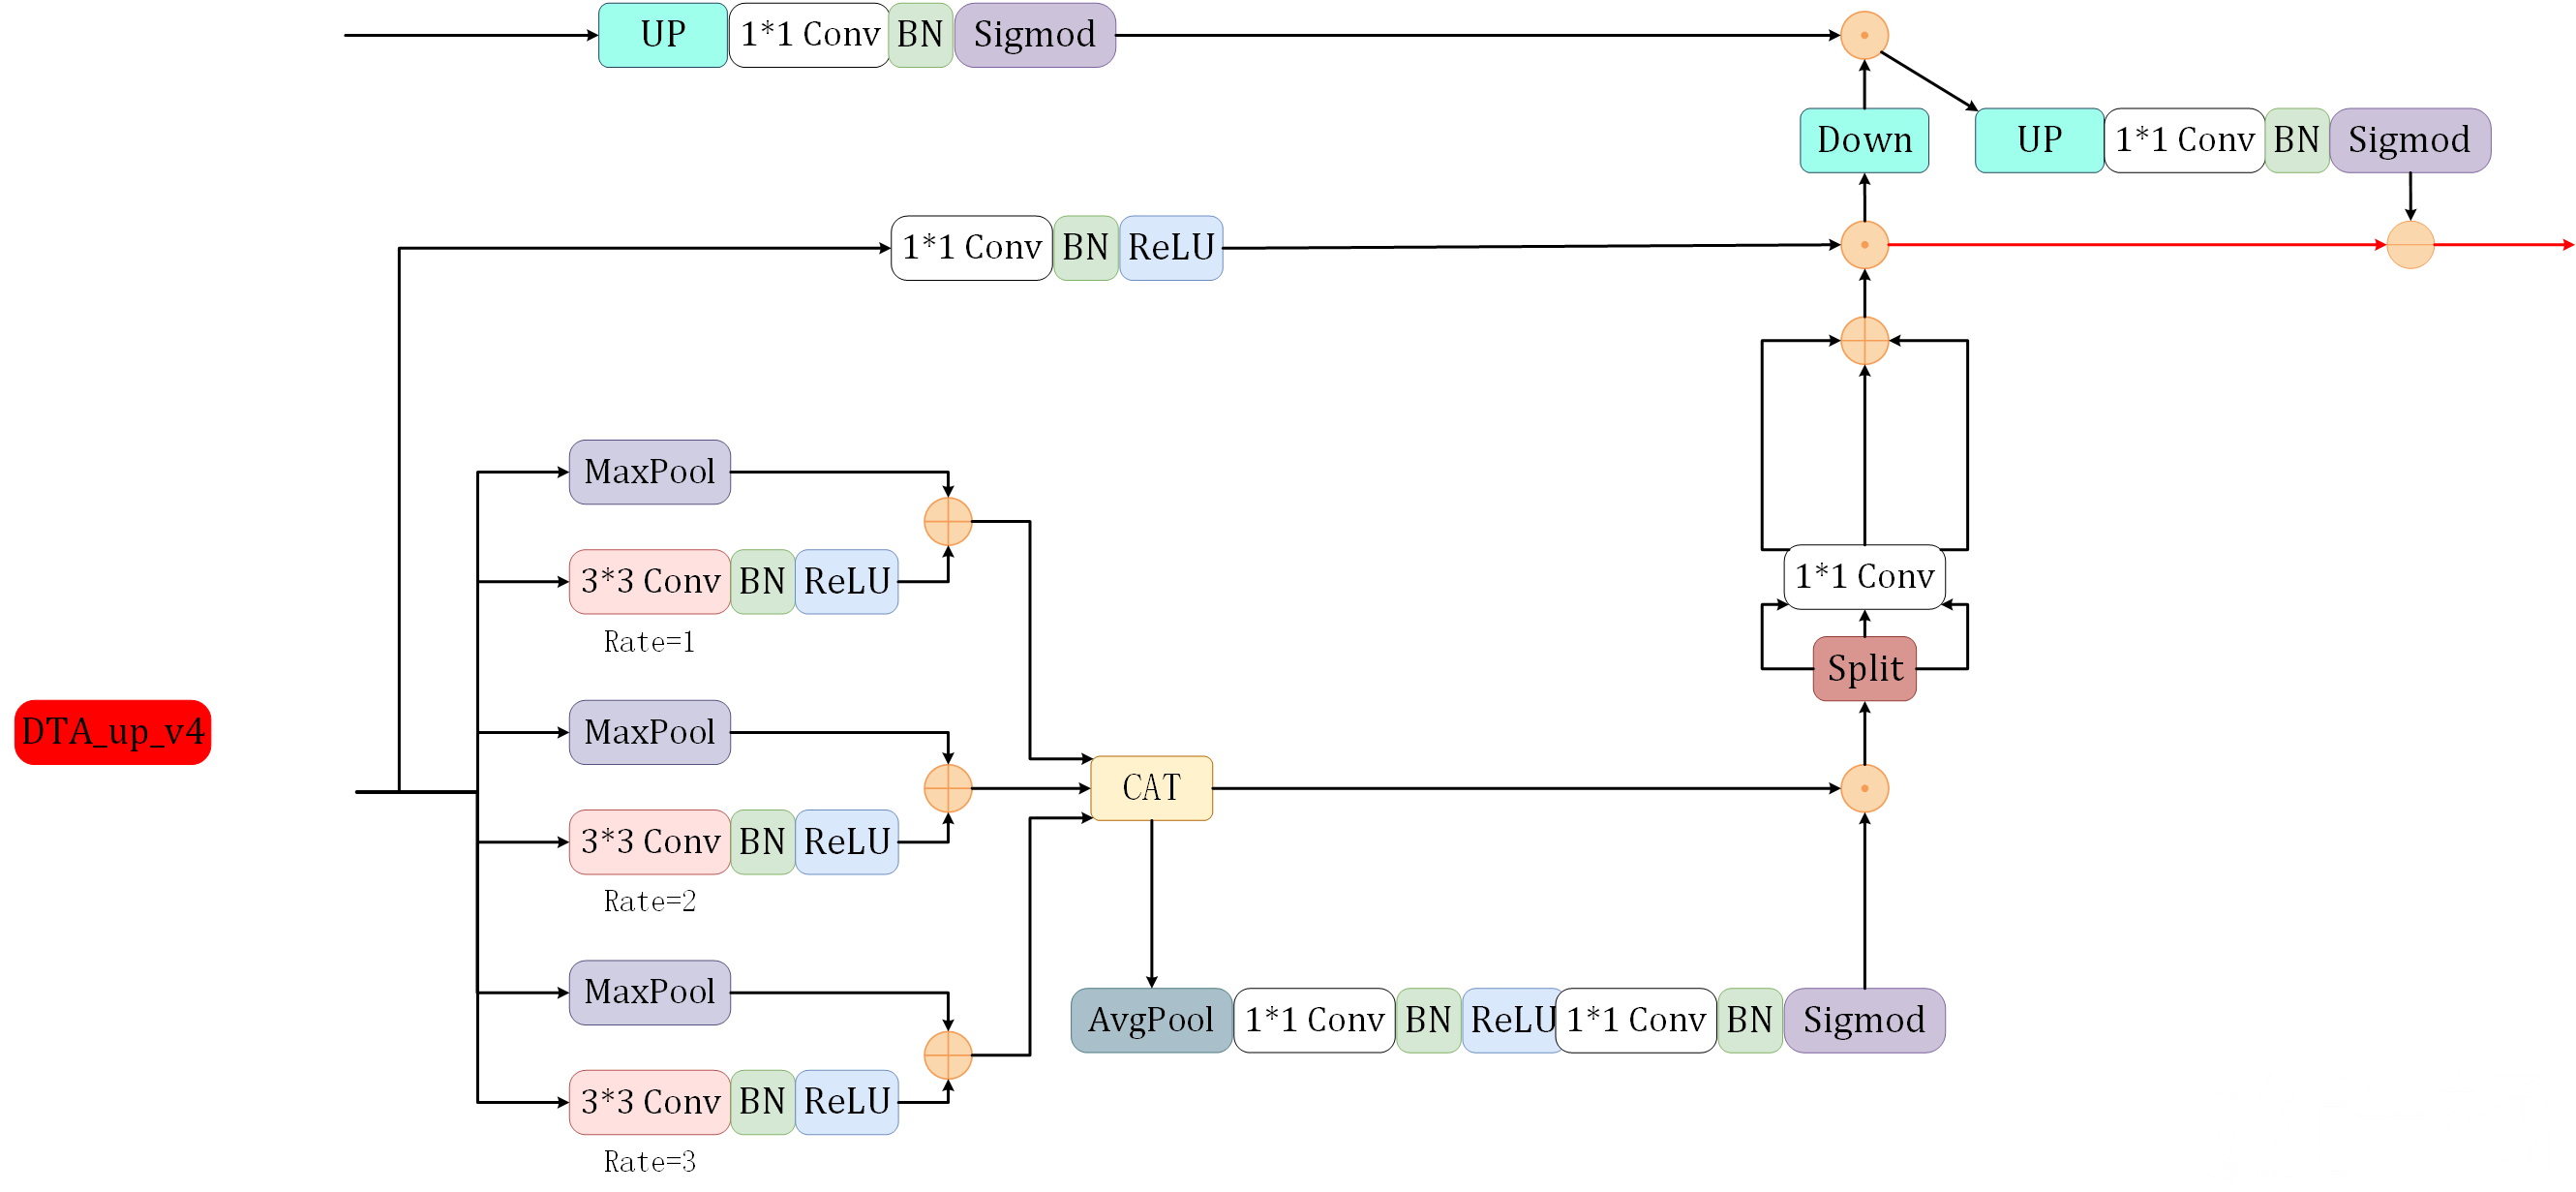 UP 1*1 Conv BN Sigmod
Down UP 1*1 Conv BN Sigmod
1*1 Conv BN ReLU
MaxPool
3*3 Conv BN ReLU 1*1 Conv
Rate=1
Split
DTA_up_v4 MaxPool
CAT
3*3 Conv BN ReLU
Rate=2
MaxPool
AvgPool 1*1 Conv BN ReLU 1*1 Conv BN Sigmod
3*3 Conv BN ReLU
Rate=3